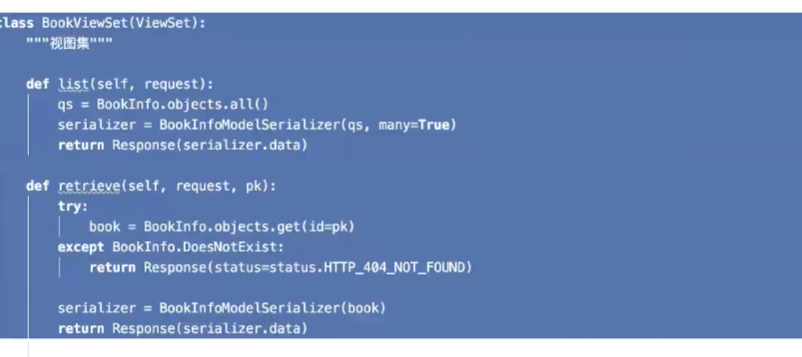 class BookViewSet(ViewSet):
"""视图集"""
def list(self, request):
qs = BookInfo.objects.all()
serializer = BookInfoModelSerializer(qs, many=True)
return Response(serializer.data)
def retrieve(self, request, pk):
try:
book = BookInfo.objects.get(id=pk)
except BookInfo.DoesNotExist:
return Response(status=status.HTTP_404_NOT_FOUND)
serializer = BookInfoModelSerializer(book)
return Response(serializer.data)